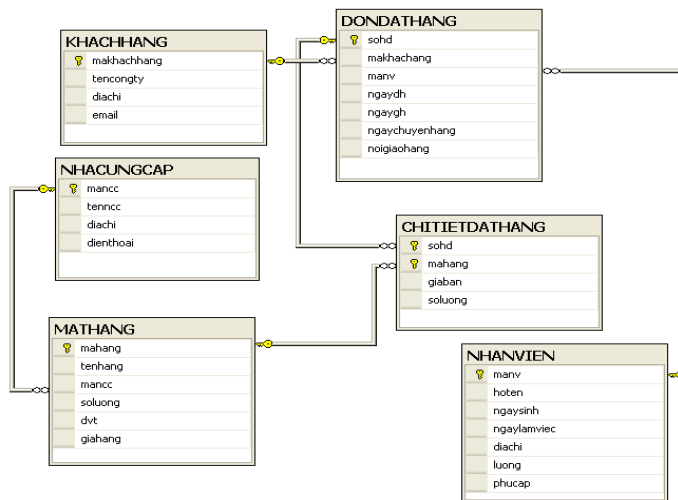 KHACHHANG
makhachhang
tencongty
diachi
email
DONDATHANG
sohd
makhachang
manv
ngaydh
ngaygh
ngaychuyenhang
noigiaohang
NHACUNGCAP
mancc
tenncc
diachi
dienthoai
CHITIETDATHANG
sohd
mahang
giaban
soluong
MATHANG
mahang
tenhang
mancc
soluong
dvt
giahang
NHANVIEN
manv
hoten
ngaysinh
ngaylamviec
diachi
luong
phucap